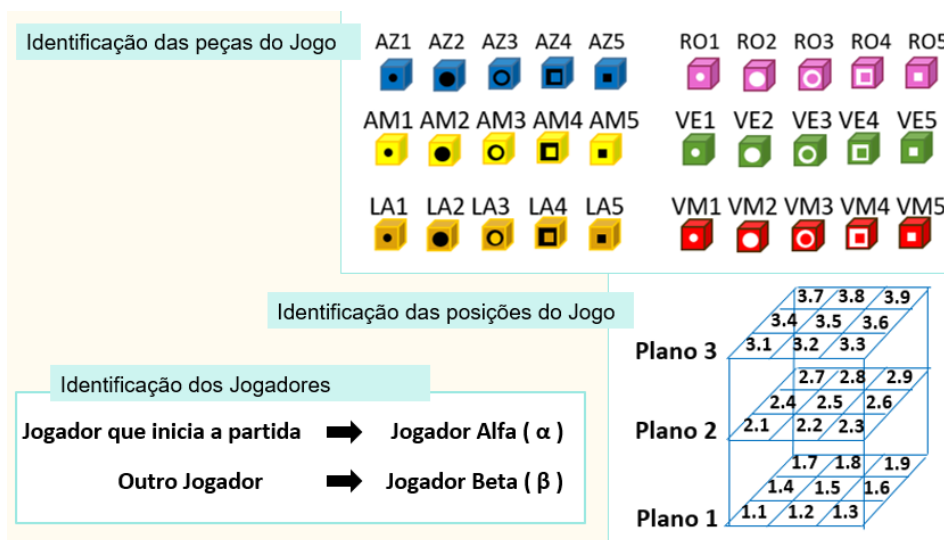 Identificação das peças do Jogo
AZ1 AZ2 AZ3 AZ4 AZ5
RO1 RO2 RO3 RO4 RO5
AM1 AM2 AM3 AM4 AM5
VE1 VE2 VE3 VE4 VE5
LA1 LA2 LA3 LA4 LA5
VM1 VM2 VM3 VM4 VM5
Identificação das posições do Jogo
3.7 3.8 3.9
3.4 3.5 3.6
3.1 3.2 3.3
Plano 3
2.7 2.8 2.9
2.4 2.5 2.6
2.1 2.2 2.3
Plano 2
1.7 1.8 1.9
1.4 1.5 1.6
1.1 1.2 1.3
Plano 1
Identificação dos Jogadores
Jogador que inicia a partida ➡ Jogador Alfa ( α )
Outro Jogador ➡ Jogador Beta ( β )